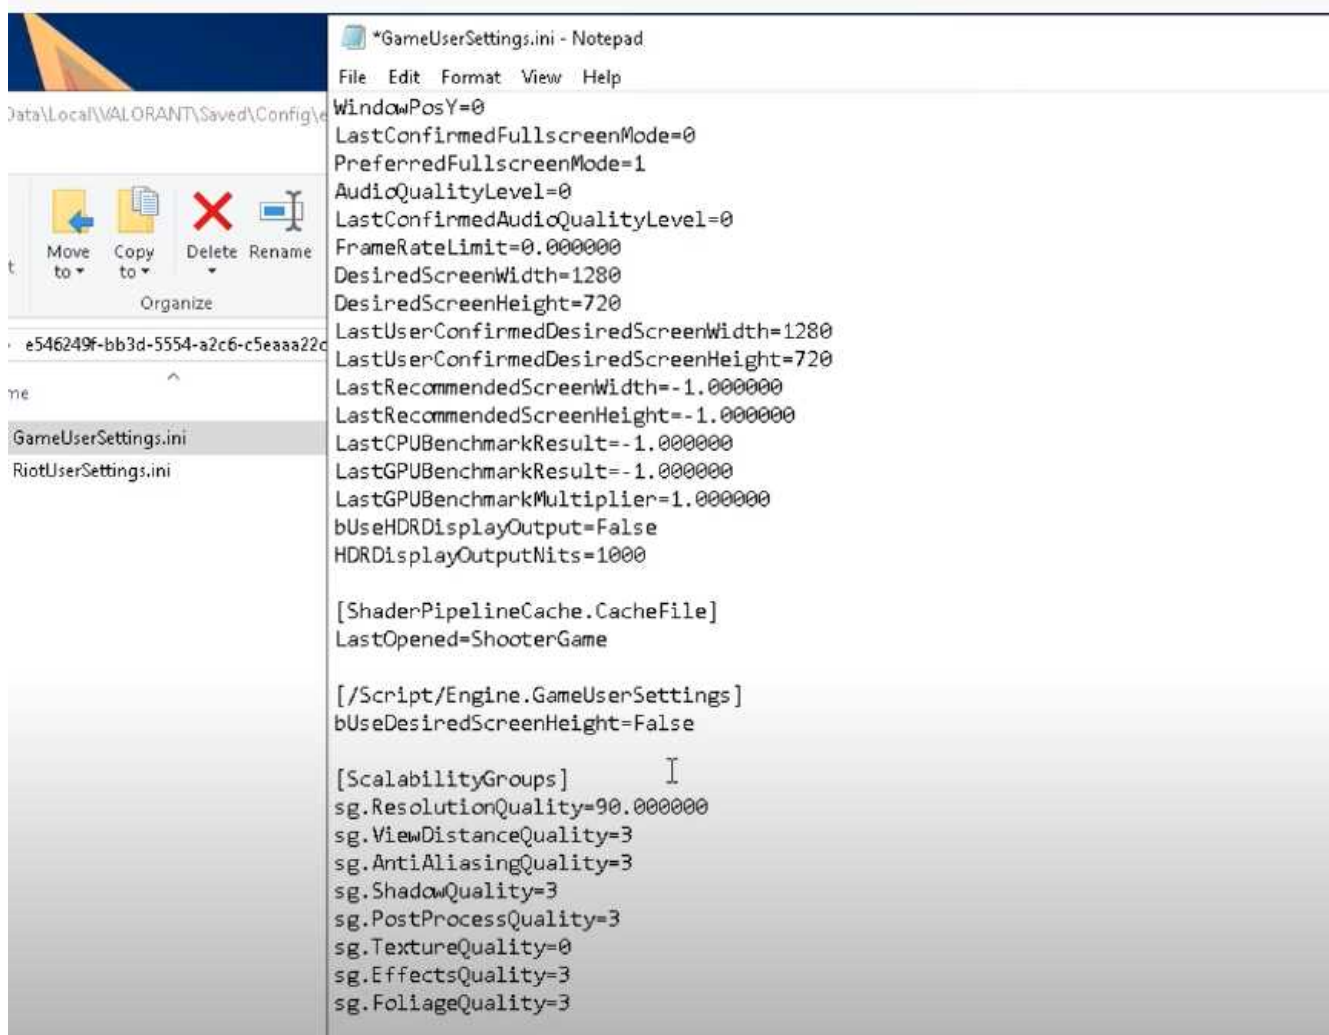 *GameUserSettings.ini - Notepad
File Edit Format View Help
Data\Local\VALORANT\Saved\Config\e
Move to
Copy to
Delete
Rename
Organize
e546249f-bb3d-5554-a2c6-c5eaaa22c
me
GameUserSettings.ini
RiotUserSettings.ini
WindowPosY=0
LastConfirmedFullscreenMode=0
PreferredFullscreenMode=1
AudioQualityLevel=0
LastConfirmedAudioQualityLevel=0
FrameRateLimit=0.000000
DesiredScreenWidth=1280
DesiredScreenHeight=720
LastUserConfirmedDesiredScreenWidth=1280
LastUserConfirmedDesiredScreenHeight=720
LastRecommendedScreenWidth=-1.000000
LastRecommendedScreenHeight=-1.000000
LastCPUBenchmarkResult=-1.000000
LastGPUBenchmarkResult=-1.000000
LastGPUBenchmarkMultiplier=1.000000
bUseHDRDisplayOutput=False
HDRDisplayOutputNits=1000
[ShaderPipelineCache.CacheFile]
LastOpened=ShooterGame
[/Script/Engine.GameUserSettings]
bUseDesiredScreenHeight=False
[ScalabilityGroups]
sg.ResolutionQuality=90.000000
sg.ViewDistanceQuality=3
sg.AntiAliasingQuality=3
sg.ShadowQuality=3
sg.PostProcessQuality=3
sg.TextureQuality=0
sg.EffectsQuality=3
sg.FoliageQuality=3